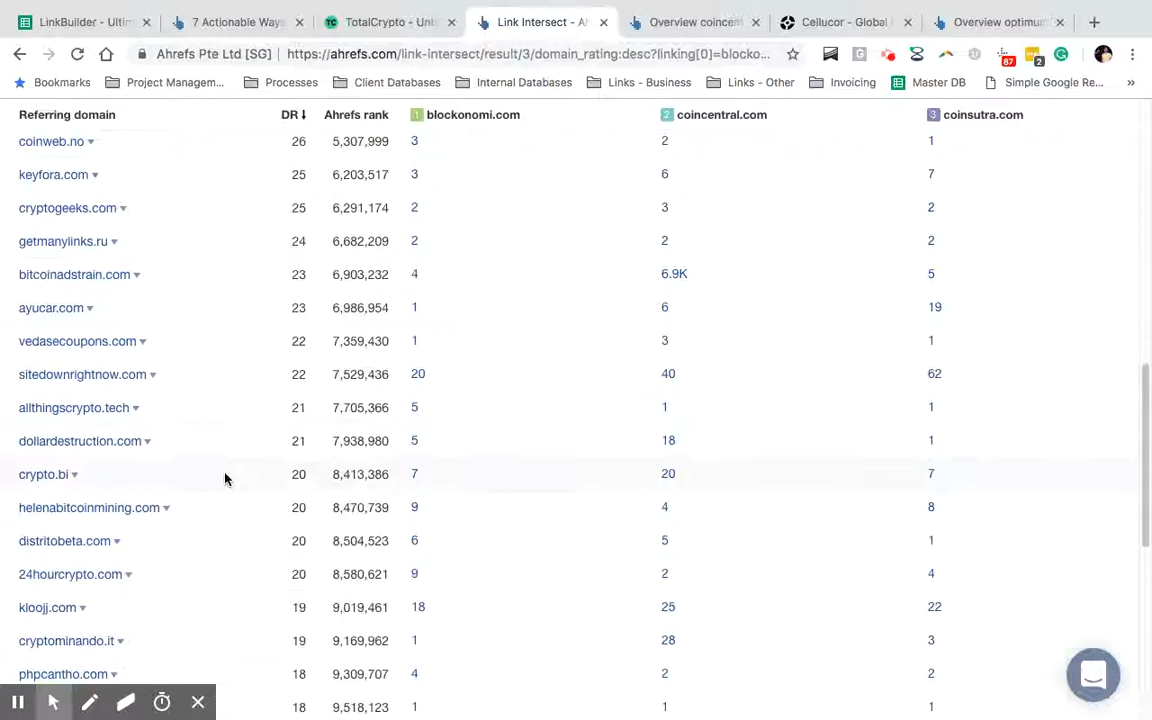 LinkBuilder - Ultim
7 Actionable Ways
TC TotalCrypto - Unb
Link Intersect - Ah
Overview coincen
Cellucor - Global
Overview optimum
Ahrefs Pte Ltd [SG] https://ahrefs.com/link-intersect/result/3/domain_rating:desc?linking[0]=blocko...
87
2
Bookmarks Project Managem... Processes Client Databases Internal Databases Links - Business Links - Other Invoicing Master DB Simple Google Re... »
Referring domain DR Ahrefs rank 1 blockonomi.com 2 coincentral.com 3 coinsutra.com
coinweb.no 26 5,307,999 3 2 1
keyfora.com 25 6,203,517 3 6 7
cryptogeeks.com 25 6,291,174 2 3 2
getmanylinks.ru 24 6,682,209 2 2 2
bitcoinadstrain.com 23 6,903,232 4 6.9K 5
ayucar.com 23 6,986,954 1 6 19
vedasecoupons.com 22 7,359,430 1 3 1
sitedownrightnow.com 22 7,529,436 20 40 62
allthingscrypto.tech 21 7,705,366 5 1 1
dollardestruction.com 21 7,938,980 5 18 1
crypto.bi 20 8,413,386 7 20 7
helenabitcoinmining.com 20 8,470,739 9 4 8
distritobeta.com 20 8,504,523 6 5 1
24hourcrypto.com 20 8,580,621 9 2 4
kloojj.com 19 9,019,461 18 25 22
cryptominando.it 19 9,169,962 1 28 3
phpcantho.com 18 9,309,707 4 2 2
18 9,518,123 1 1 1